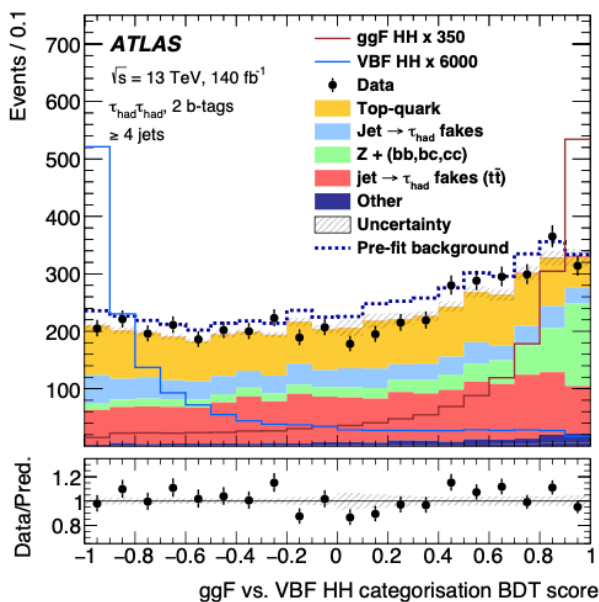 Events / 0.1
700
600
500
400
300
200
100
ATLAS
√s = 13 TeV, 140 fb⁻¹
τhadτhad, 2 b-tags
≥ 4 jets
ggF HH x 350
VBF HH x 6000
Data
Top-quark
Jet → τhad fakes
Z + (bb,bc,cc)
jet → τhad fakes (tt̄)
Other
Uncertainty
Pre-fit background
Data/Pred.
1.2
1
0.8
−1 −0.8 −0.6 −0.4 −0.2 0 0.2 0.4 0.6 0.8 1
ggF vs. VBF HH categorisation BDT score